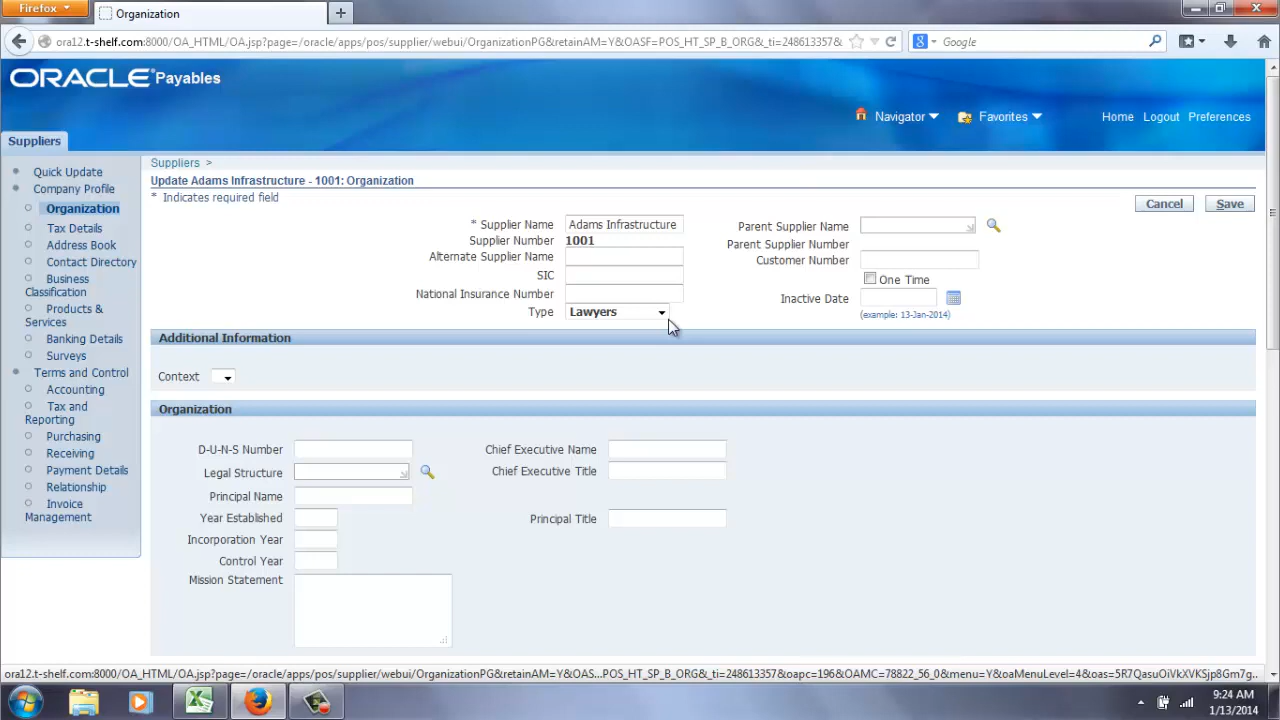 Firefox
Organization
ora12.t-shelf.com:8000/OA_HTML/OA.jsp?page=/oracle/apps/pos/supplier/webui/OrganizationPG&retainAM=Y&OASF=POS_HT_SP_B_ORG&_ti=248613357&
Google
ORACLE Payables
Navigator
Favorites
Home
Logout
Preferences
Suppliers
Quick Update
Company Profile
Organization
Tax Details
Address Book
Contact Directory
Business
Classification
Products &
Services
Banking Details
Surveys
Terms and Control
Accounting
Tax and
Reporting
Purchasing
Receiving
Payment Details
Relationship
Invoice
Management
Suppliers >
Update Adams Infrastructure - 1001: Organization
* Indicates required field
Cancel
Save
* Supplier Name Adams Infrastructure
Supplier Number 1001
Alternate Supplier Name
SIC
National Insurance Number
Type Lawyers
Parent Supplier Name
Parent Supplier Number
Customer Number
One Time
Inactive Date
(example: 13-Jan-2014)
Additional Information
Context
Organization
D-U-N-S Number
Legal Structure
Principal Name
Year Established
Incorporation Year
Control Year
Mission Statement
Chief Executive Name
Chief Executive Title
Principal Title
ora12.t-shelf.com:8000/OA_HTML/OA.jsp?page=/oracle/apps/pos/supplier/webui/OrganizationPG&retainAM=Y&OAS...POS_HT_SP_B_ORG&_ti=248613357&oapc=196&OAMC=78822_56_0&menu=Y&oaMenuLevel=4&oas=5R7QasuOiVkXVKSjp8Gm7g..
9:24 AM
1/13/2014